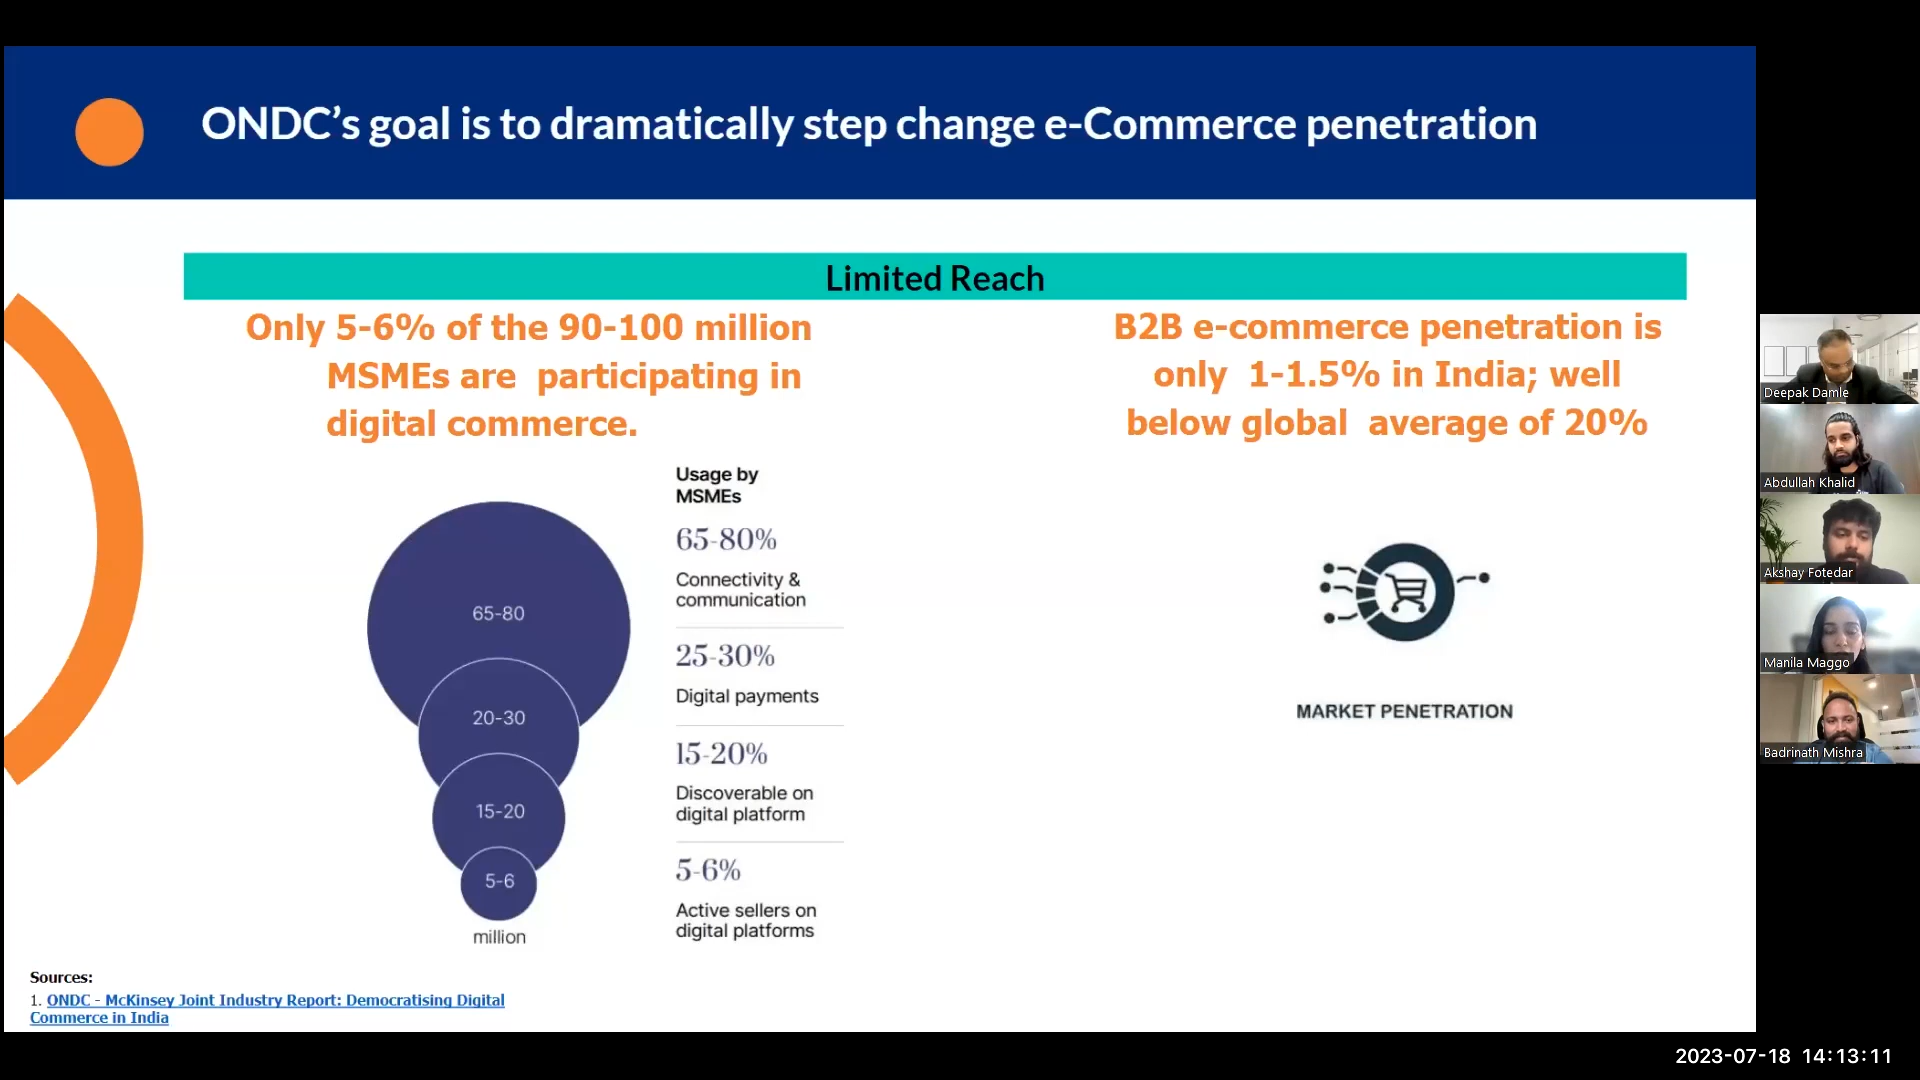 ONDC’s goal is to dramatically step change e-Commerce penetration
Limited Reach
Only 5-6% of the 90-100 million
MSMEs are participating in
digital commerce.
B2B e-commerce penetration is
only 1-1.5% in India; well
below global average of 20%
65-80
20-30
15-20
5-6
million
Usage by
MSMEs
65-80%
Connectivity &
communication
25-30%
Digital payments
15-20%
Discoverable on
digital platform
5-6%
Active sellers on
digital platforms
MARKET PENETRATION
Sources:
1. ONDC - McKinsey Joint Industry Report: Democratising Digital
Commerce in India
Deepak Damle
Abdullah Khalid
Akshay Fotedar
Manila Maggo
Badrinath Mishra
2023-07-18 14:13:11